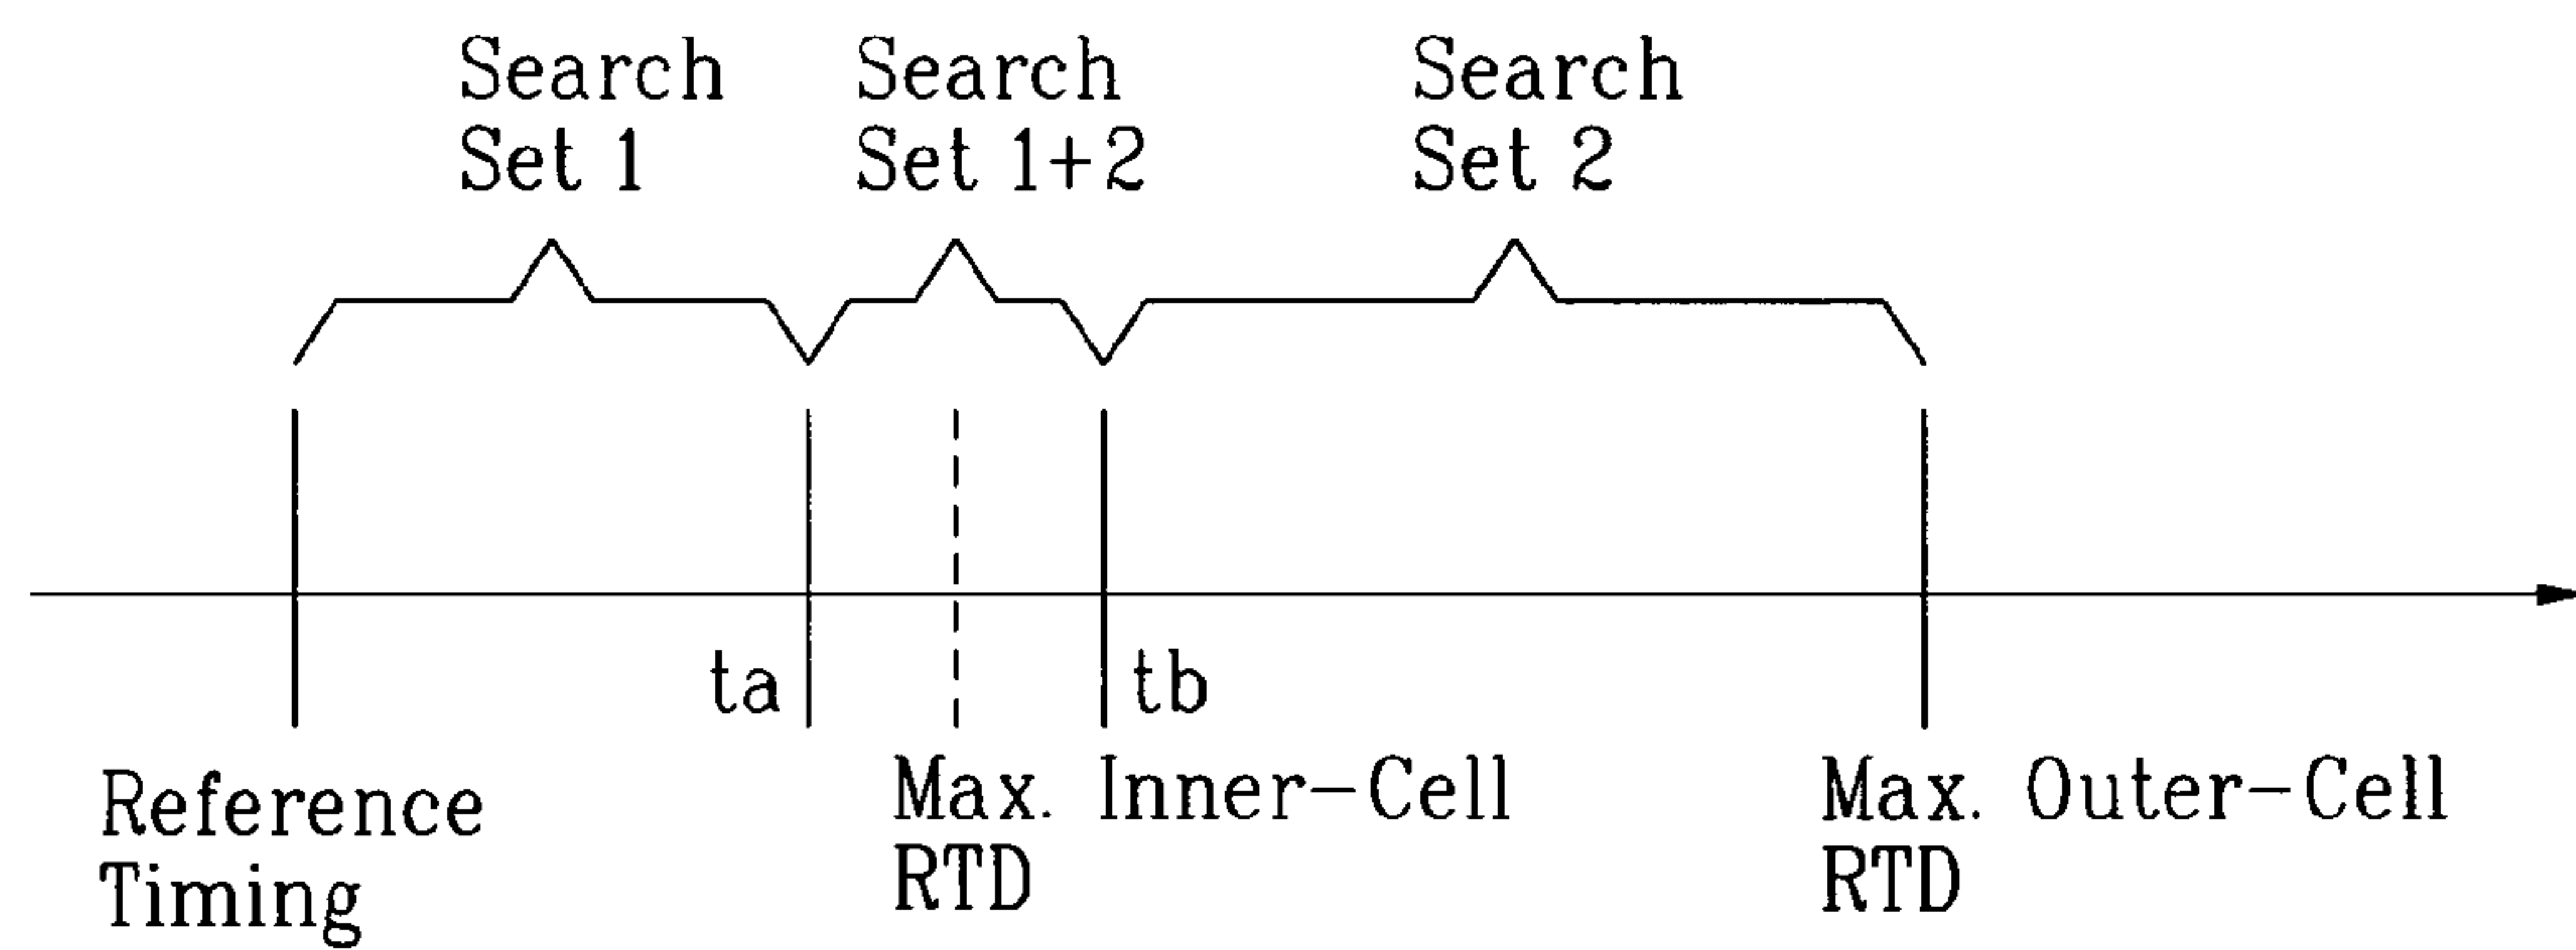 Search
Set 1
Search
Set 1+2
Search
Set 2
ta
tb
Reference
Timing
Max. Inner-Cell
RTD
Max. Outer-Cell
RTD